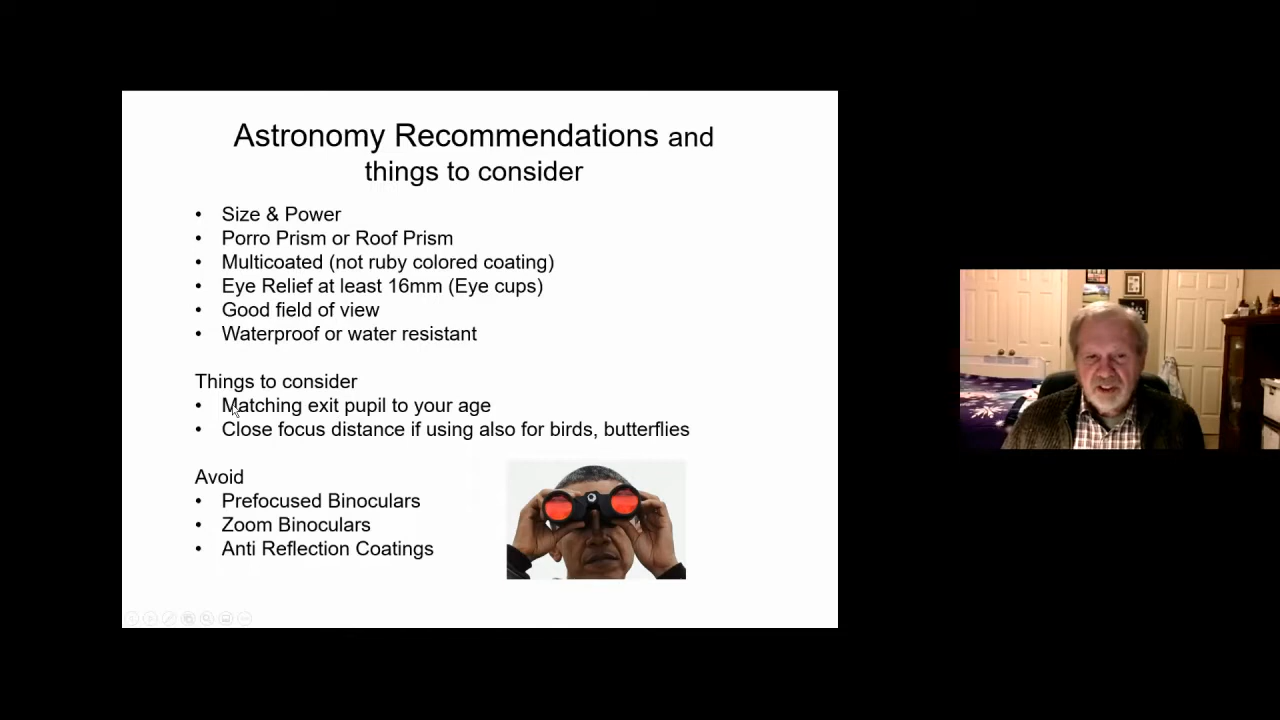 Astronomy Recommendations and
things to consider
• Size & Power
• Porro Prism or Roof Prism
• Multicoated (not ruby colored coating)
• Eye Relief at least 16mm (Eye cups)
• Good field of view
• Waterproof or water resistant
Things to consider
• Matching exit pupil to your age
• Close focus distance if using also for birds, butterflies
Avoid
• Prefocused Binoculars
• Zoom Binoculars
• Anti Reflection Coatings